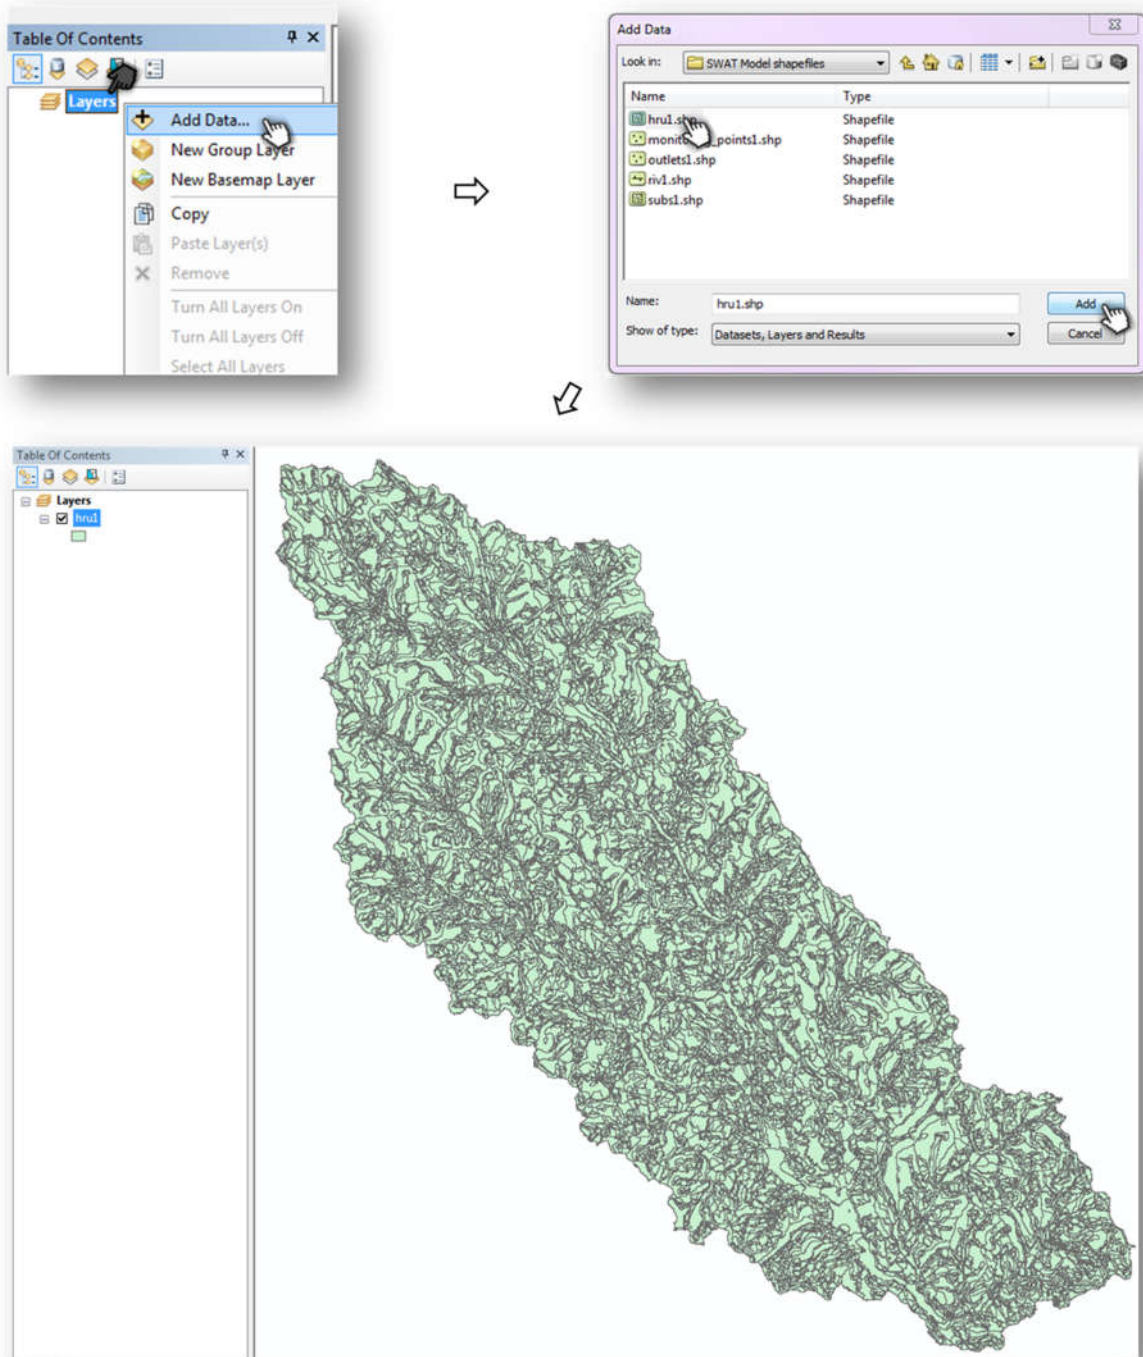 Table Of Contents
Layers
Add Data...
New Group Layer
New Basemap Layer
Copy
Paste Layer(s)
Remove
Turn All Layers On
Turn All Layers Off
Select All Layers
Add Data
Look in: SWAT Model shapefiles
Name Type
hru1.shp Shapefile
_points1.shp Shapefile
outlets1.shp Shapefile
riv1.shp Shapefile
subs1.shp Shapefile
Name: hru1.shp Add
Show of type: Datasets, Layers and Results Cancel
Table Of Contents
Layers
hru1